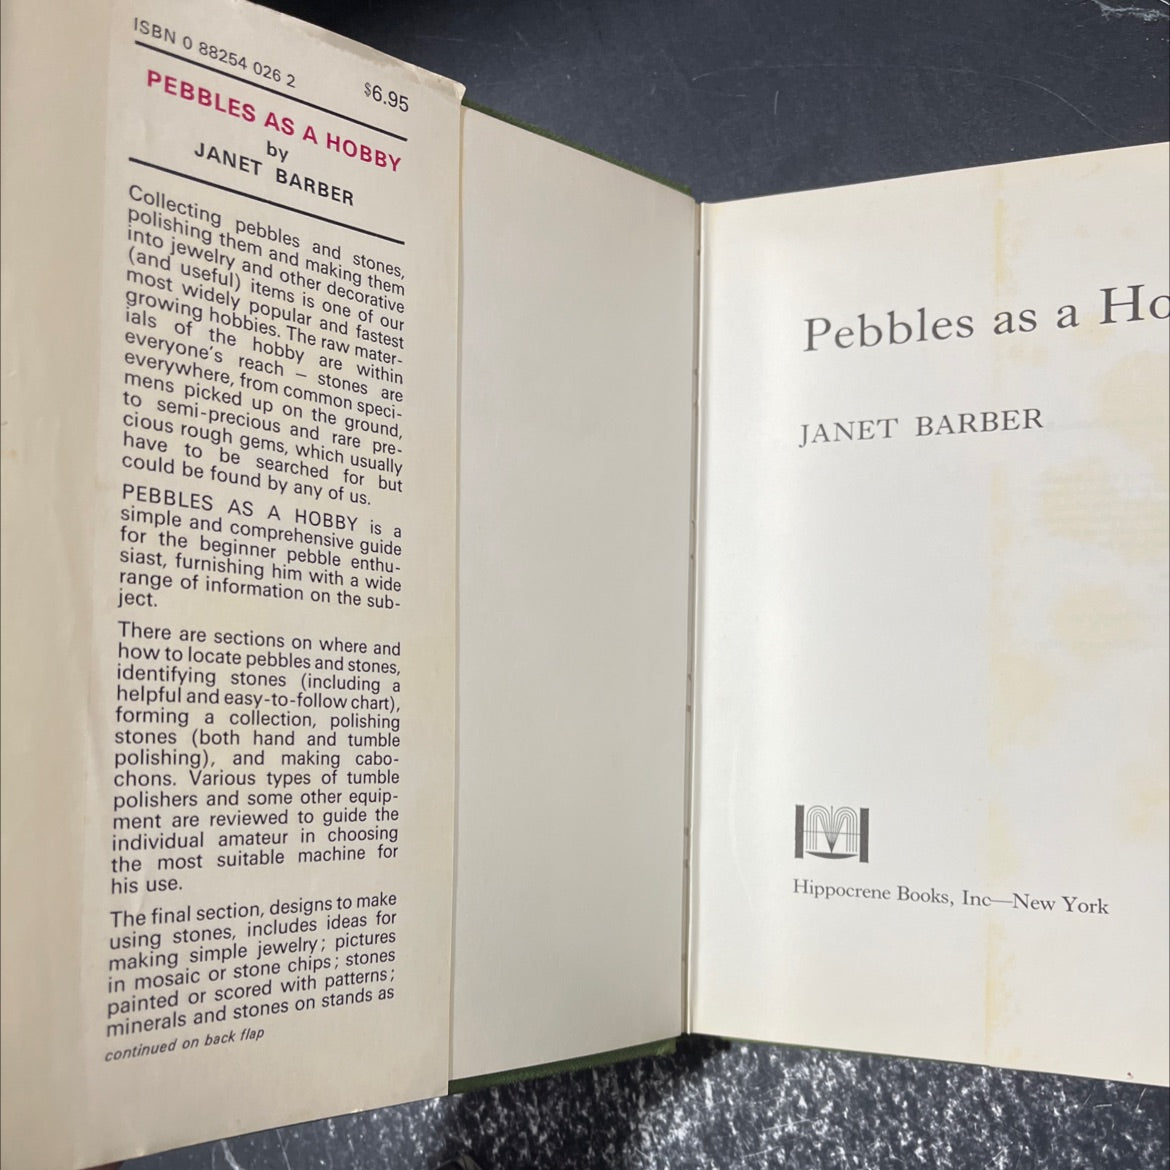 ISBN 0 88254 026 2
$6.95
PEBBLES AS A HOBBY
by
JANET BARBER
Collecting pebbles and stones,
polishing them and making them
into jewelry and other decorative
(and useful) items is one of our
most widely popular and fastest
growing hobbies. The raw mater-
ials of the hobby are within
everyone's reach – stones are
everywhere, from common speci-
mens picked up on the ground,
to semi-precious and rare pre-
cious rough gems, which usually
have to be searched for but
could be found by any of us.
PEBBLES AS A HOBBY is a
simple and comprehensive guide
for the beginner pebble enthu-
siast, furnishing him with a wide
range of information on the sub-
ject.
There are sections on where and
how to locate pebbles and stones,
identifying stones (including a
helpful and easy-to-follow chart),
forming a collection, polishing
stones (both hand and tumble
polishing), and making cabo-
chons. Various types of tumble
polishers and some other equip-
ment are reviewed to guide the
individual amateur in choosing
the most suitable machine for
his use.
The final section, designs to make
using stones, includes ideas for
making simple jewelry; pictures
in mosaic or stone chips; stones
painted or scored with patterns;
minerals and stones on stands as
continued on back flap
Pebbles as a Ho
JANET BARBER
Hippocrene Books, Inc—New York